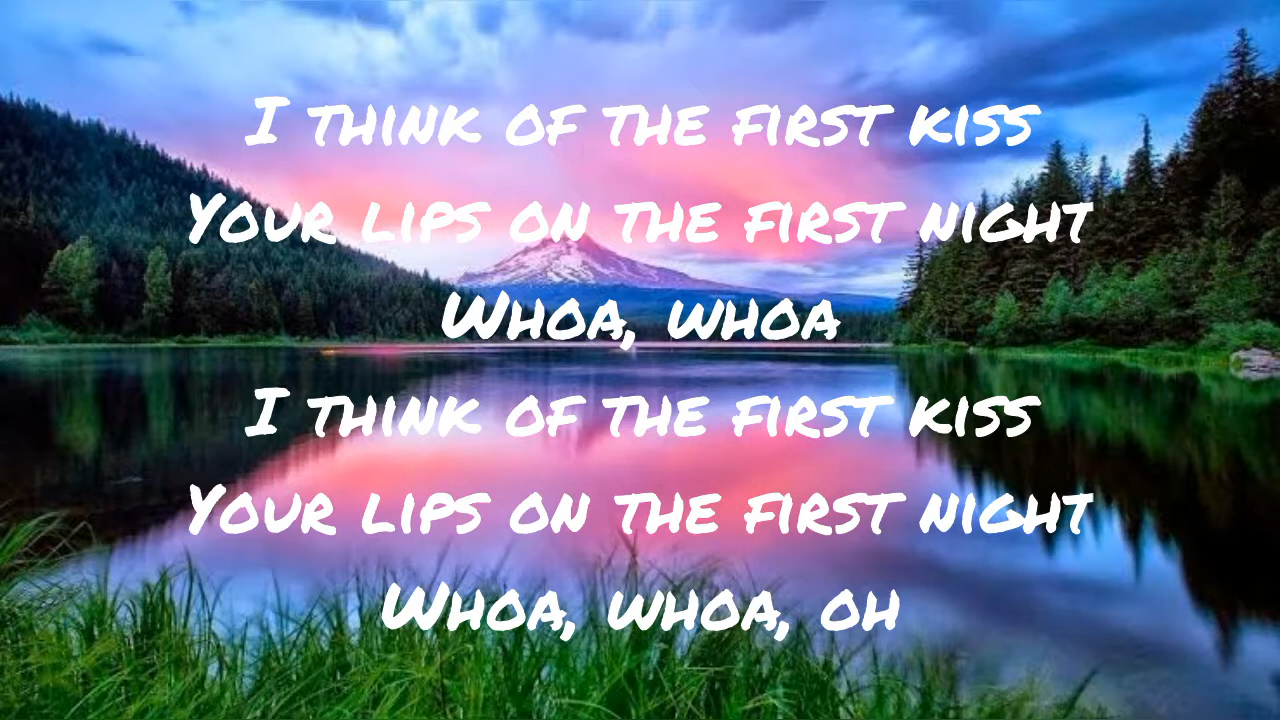 I think of the first kiss
Your lips on the first night
Whoa, whoa
I think of the first kiss
Your lips on the first night
Whoa, whoa, oh